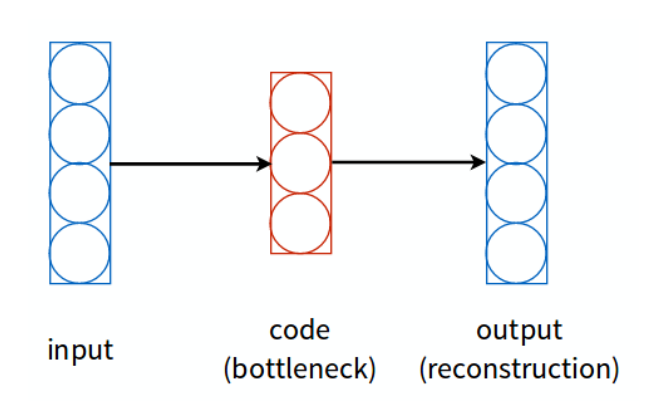 input
code
(bottleneck)
output
(reconstruction)